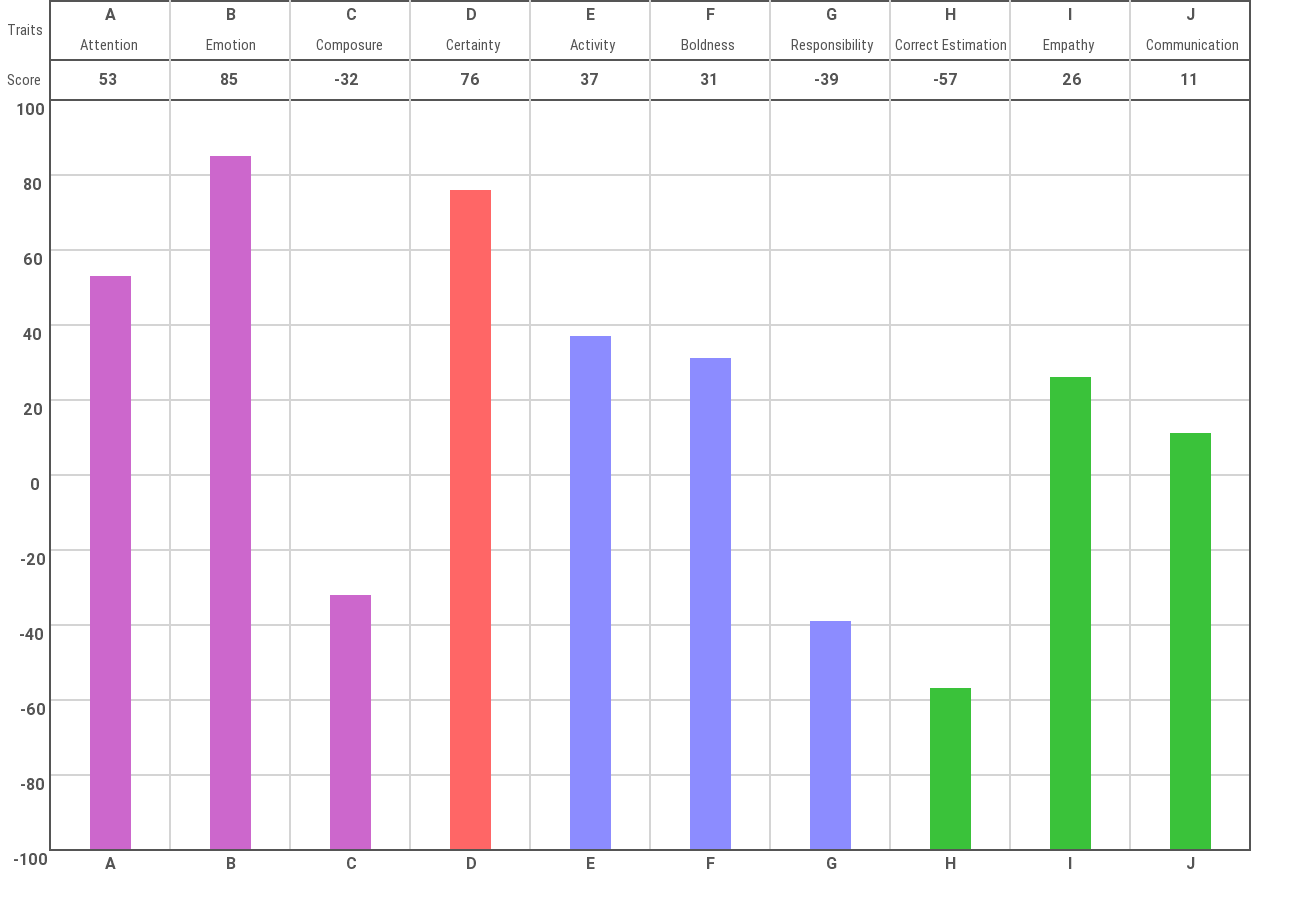 A B C D E F G H I J
Traits
Attention Emotion Composure Certainty Activity Boldness Responsibility Correct Estimation Empathy Communication
Score 53 85 -32 76 37 31 -39 -57 26 11
100
80
60
40
20
0
-20
-40
-60
-80
-100
A B C D E F G H I J